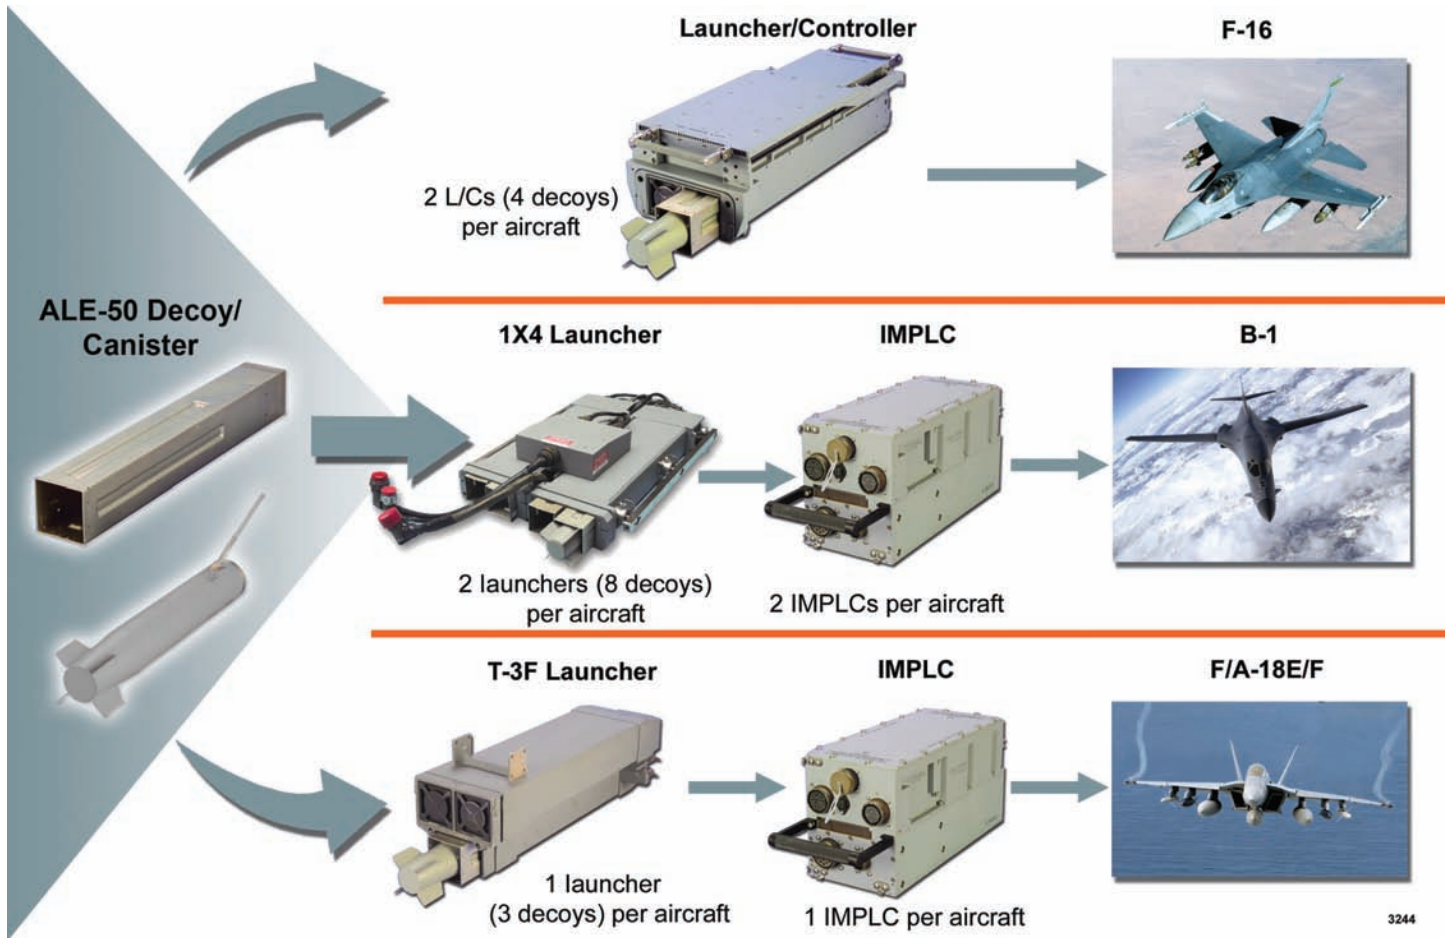 Launcher/Controller
F-16
2 L/Cs (4 decoys)
per aircraft
ALE-50 Decoy/
Canister
1X4 Launcher
IMPLC
B-1
2 launchers (8 decoys)
per aircraft
2 IMPLCs per aircraft
T-3F Launcher
IMPLC
F/A-18E/F
1 launcher
(3 decoys) per aircraft
1 IMPLC per aircraft
3244